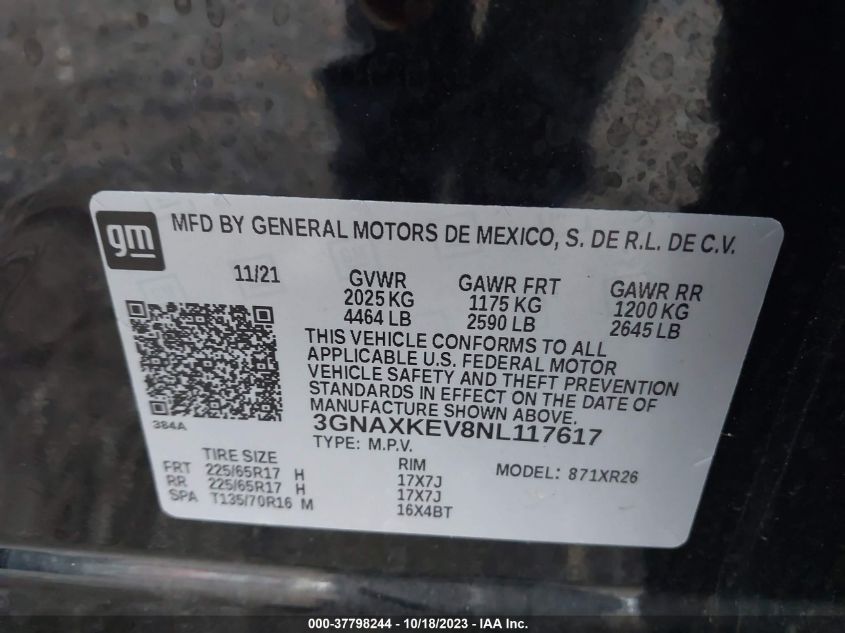 gm
MFD BY GENERAL MOTORS DE MEXICO, S. DE R.L. DE C.V.
11/21 GVWR GAWR FRT GAWR RR
2025 KG 1175 KG 1200 KG
4464 LB 2590 LB 2645 LB
THIS VEHICLE CONFORMS TO ALL
APPLICABLE U.S. FEDERAL MOTOR
VEHICLE SAFETY AND THEFT PREVENTION
STANDARDS IN EFFECT ON THE DATE OF
MANUFACTURE SHOWN ABOVE.
384A
3GNAXKEV8NL117617
TYPE: M.P.V.
TIRE SIZE RIM MODEL: 871XR26
FRT 225/65R17 H 17X7J
RR 225/65R17 H 17X7J
SPA T135/70R16 M 16X4BT
000-37798244 | 10/18/2023 - IAA Inc.